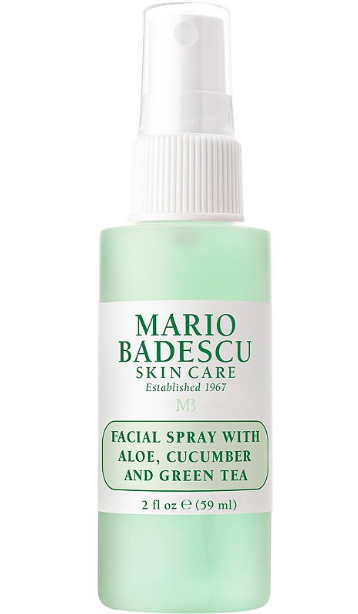 MARIO
BADESCU
SKIN CARE
Established 1967
MB
FACIAL SPRAY WITH
ALOE, CUCUMBER
AND GREEN TEA
2 fl oz ℮ (59 ml)